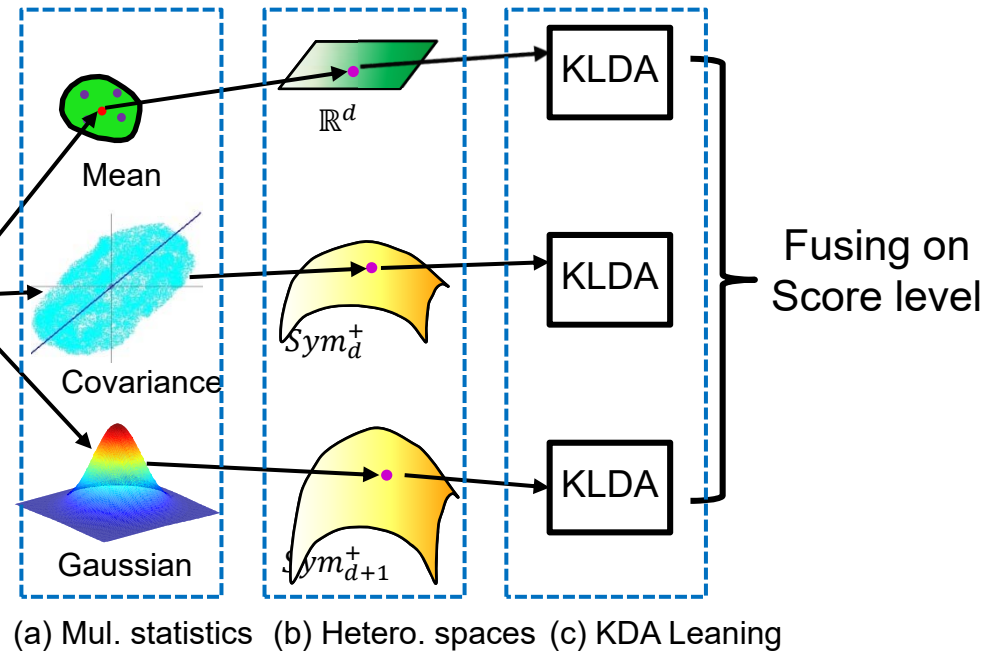 Mean
Covariance
Gaussian
ℝ^d
Sym_d^+
Sym_{d+1}^+
KLDA
KLDA
KLDA
Fusing on
Score level
(a) Mul. statistics
(b) Hetero. spaces
(c) KDA Leaning